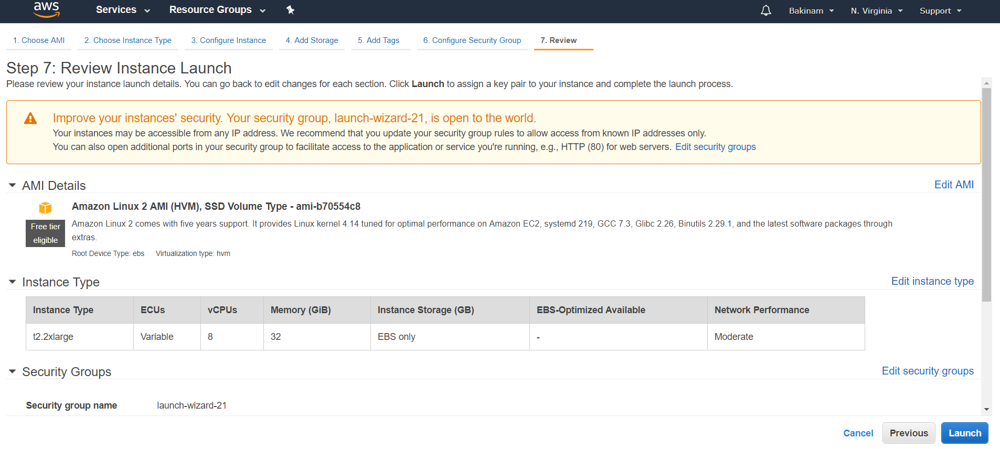 aws Services Resource Groups Bakinam N. Virginia Support
1. Choose AMI 2. Choose Instance Type 3. Configure Instance 4. Add Storage 5. Add Tags 6. Configure Security Group 7. Review
Step 7: Review Instance Launch
Please review your instance launch details. You can go back to edit changes for each section. Click Launch to assign a key pair to your instance and complete the launch process.
Improve your instances' security. Your security group, launch-wizard-21, is open to the world.
Your instances may be accessible from any IP address. We recommend that you update your security group rules to allow access from known IP addresses only.
You can also open additional ports in your security group to facilitate access to the application or service you're running, e.g., HTTP (80) for web servers. Edit security groups
AMI Details Edit AMI
Amazon Linux 2 AMI (HVM), SSD Volume Type - ami-b70554c8
Free tier
eligible
Amazon Linux 2 comes with five years support. It provides Linux kernel 4.14 tuned for optimal performance on Amazon EC2, systemd 219, GCC 7.3, Glibc 2.26, Binutils 2.29.1, and the latest software packages through
extras.
Root Device Type: ebs Virtualization type: hvm
Instance Type Edit instance type
Instance Type ECUs vCPUs Memory (GiB) Instance Storage (GB) EBS-Optimized Available Network Performance
t2.2xlarge Variable 8 32 EBS only - Moderate
Security Groups Edit security groups
Security group name launch-wizard-21
Cancel Previous Launch